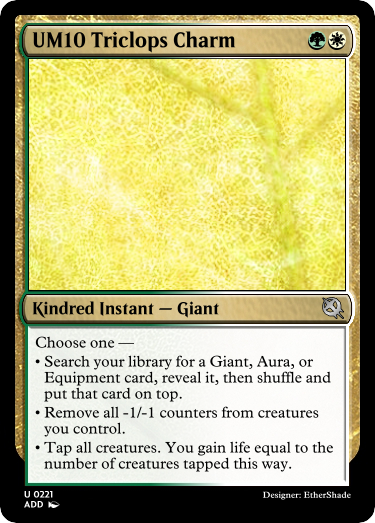 UM10 Triclops Charm
Kindred Instant — Giant
Choose one —
• Search your library for a Giant, Aura, or
Equipment card, reveal it, then shuffle and
put that card on top.
• Remove all -1/-1 counters from creatures
you control.
• Tap all creatures. You gain life equal to the
number of creatures tapped this way.
U 0221
ADD
Designer: EtherShade